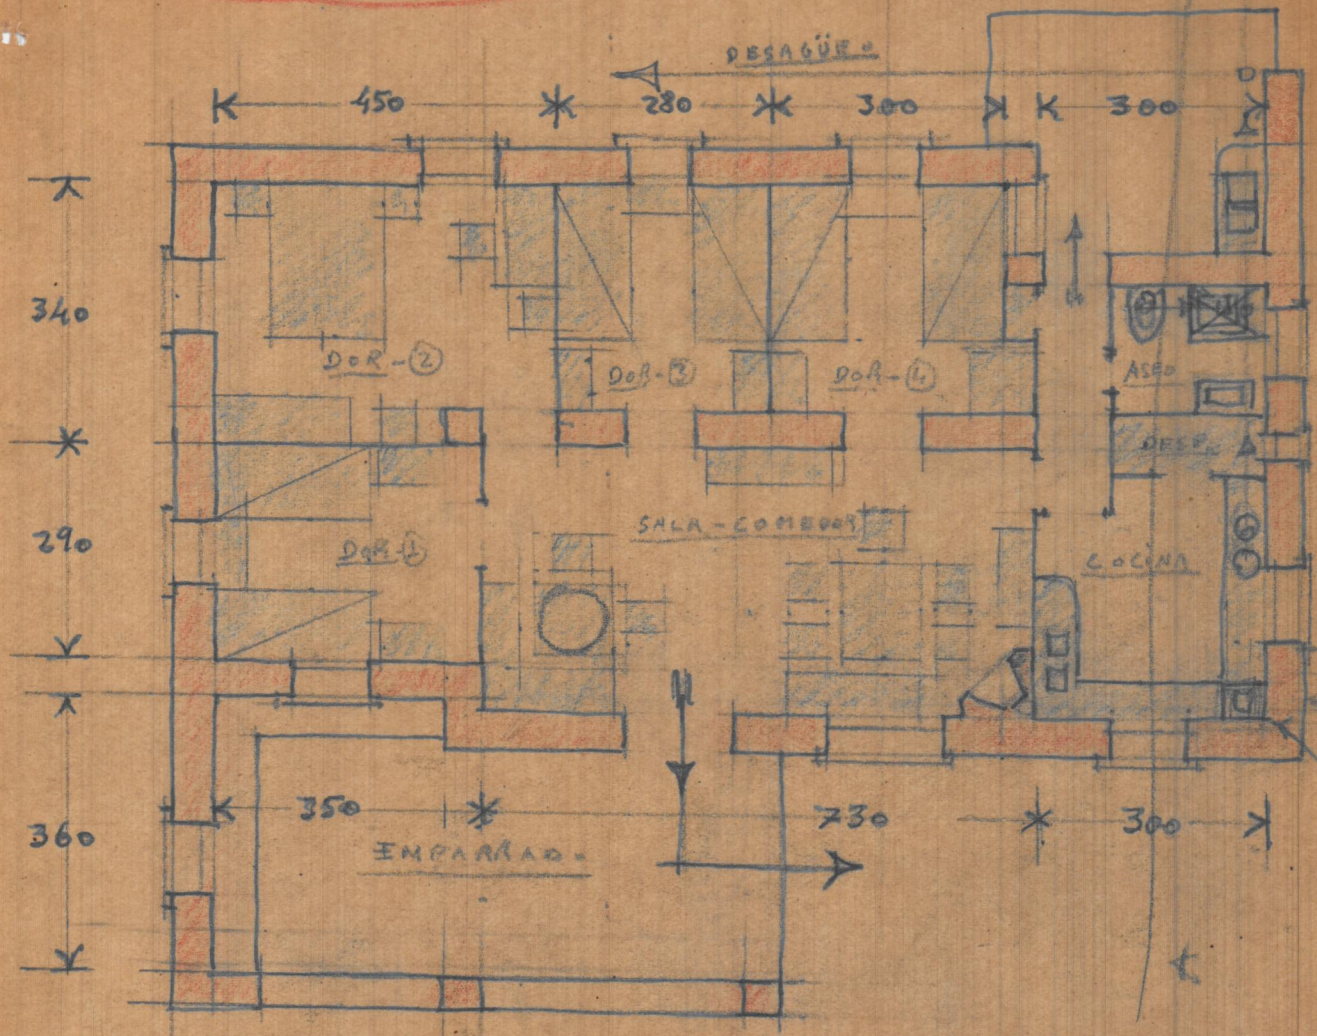 DESAGÜE.
450 280 300 300
340
DOR-②
DOR-③
DOR-④
ASEO
DESP.
290
DOR-①
SALA-COMEDOR
COCINA
350 730 300
360
EMPARRADO.